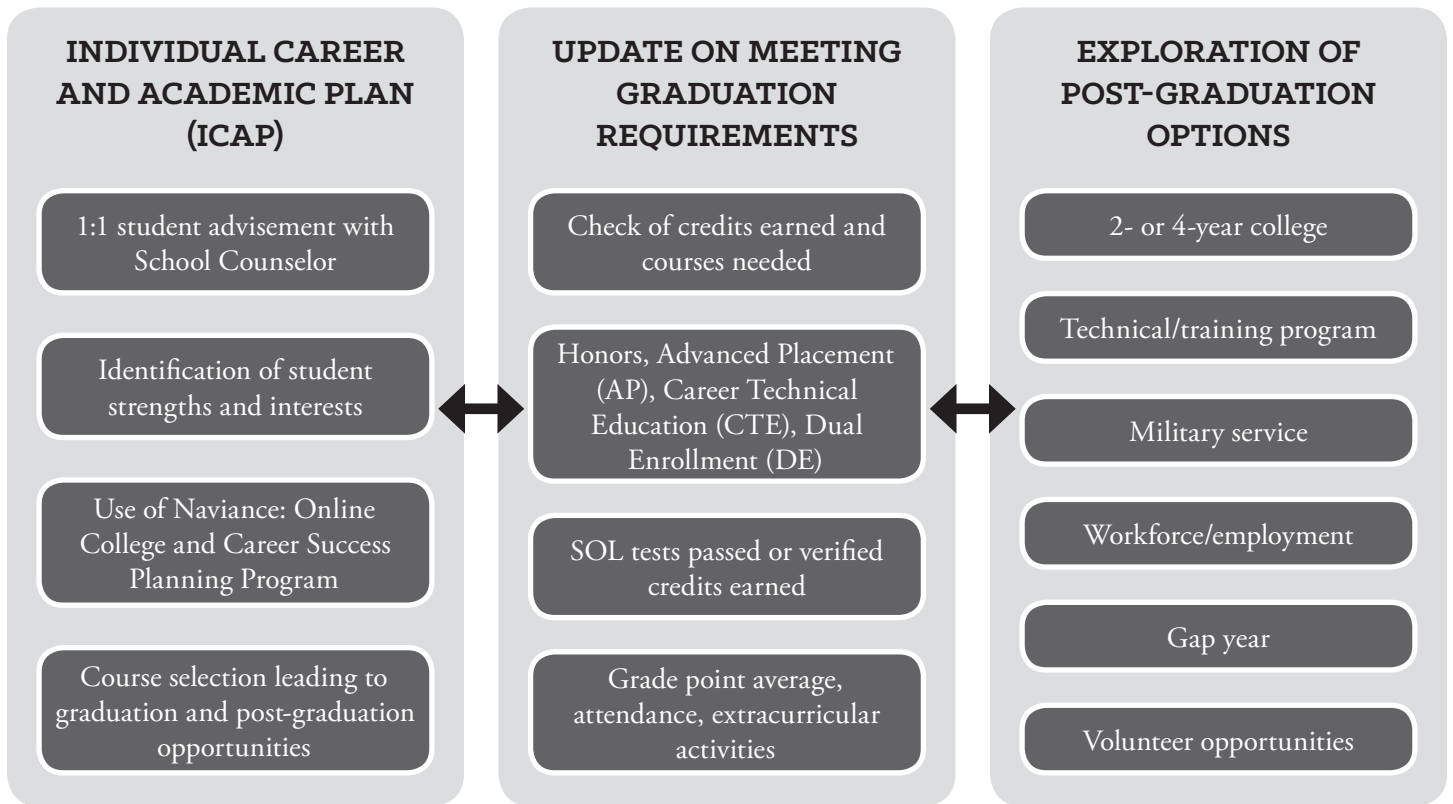 INDIVIDUAL CAREER
AND ACADEMIC PLAN
(ICAP)
1:1 student advisement with
School Counselor
Identification of student
strengths and interests
Use of Naviance: Online
College and Career Success
Planning Program
Course selection leading to
graduation and post-graduation
opportunities
UPDATE ON MEETING
GRADUATION
REQUIREMENTS
Check of credits earned and
courses needed
Honors, Advanced Placement
(AP), Career Technical
Education (CTE), Dual
Enrollment (DE)
SOL tests passed or verified
credits earned
Grade point average,
attendance, extracurricular
activities
EXPLORATION OF
POST-GRADUATION
OPTIONS
2- or 4-year college
Technical/training program
Military service
Workforce/employment
Gap year
Volunteer opportunities